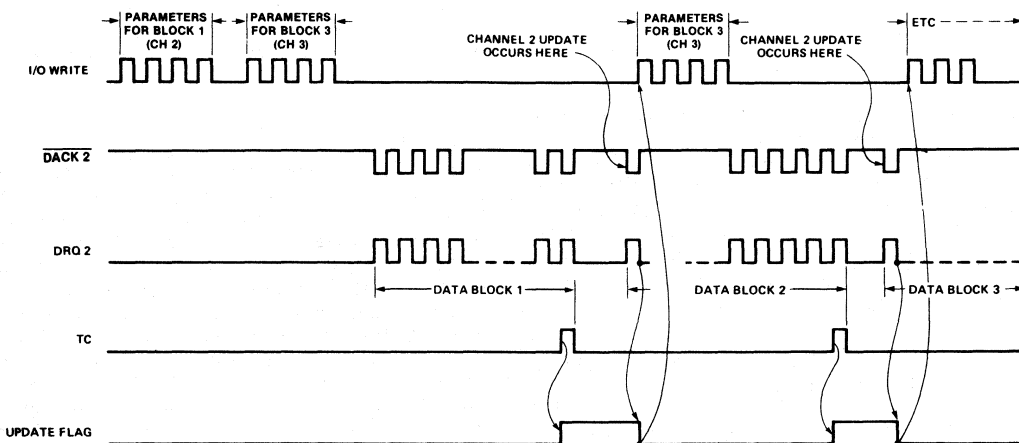 PARAMETERS
FOR BLOCK 1
(CH 2)
PARAMETERS
FOR BLOCK 3
(CH 3)
CHANNEL 2 UPDATE
OCCURS HERE
PARAMETERS
FOR BLOCK 3
(CH 3)
CHANNEL 2 UPDATE
OCCURS HERE
ETC
I/O WRITE
DACK 2
DRQ 2
DATA BLOCK 1
DATA BLOCK 2
DATA BLOCK 3
TC
UPDATE FLAG